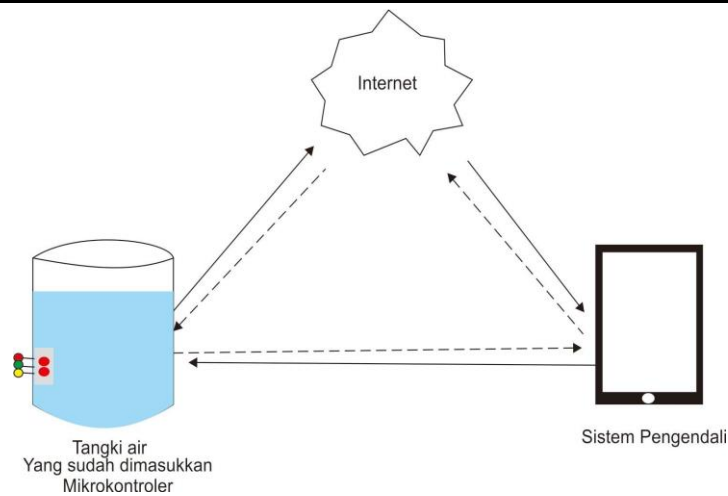 Internet
Tangki air
Yang sudah dimasukkan
Mikrokontroler
Sistem Pengendali